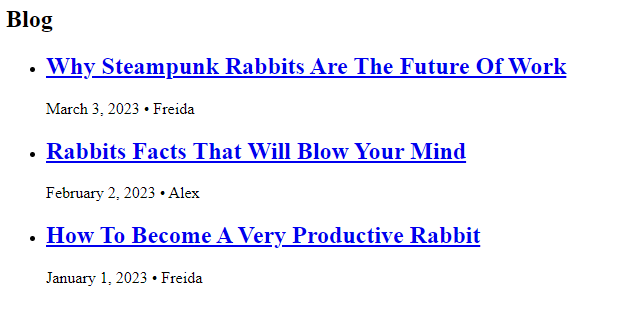 Blog
Why Steampunk Rabbits Are The Future Of Work
March 3, 2023 • Freida
Rabbits Facts That Will Blow Your Mind
February 2, 2023 • Alex
How To Become A Very Productive Rabbit
January 1, 2023 • Freida